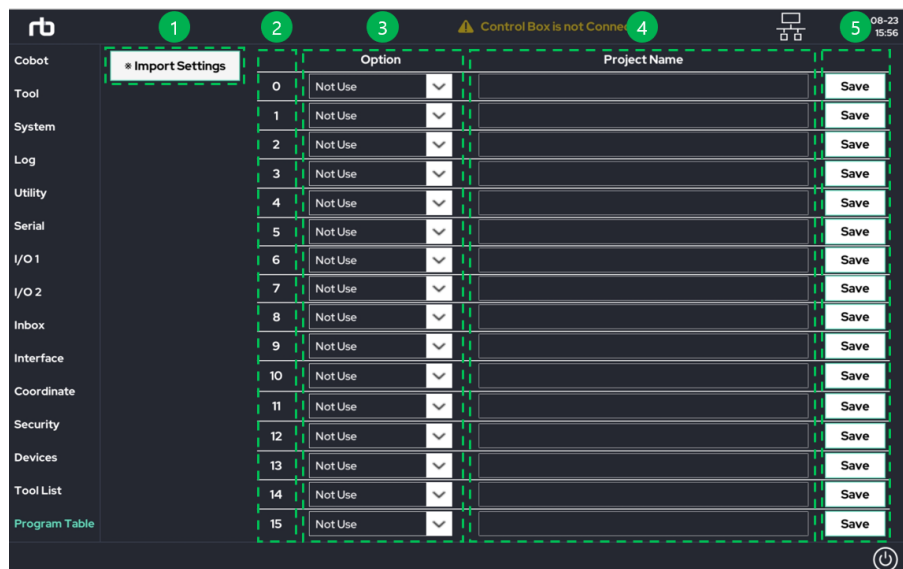 rb
1
2
3
⚠ Control Box is not Conne
4
5
08-23
15:56
Cobot
Tool
System
Log
Utility
Serial
I/O 1
I/O 2
Inbox
Interface
Coordinate
Security
Devices
Tool List
Program Table
※ Import Settings
Option Project Name
0 Not Use Save
1 Not Use Save
2 Not Use Save
3 Not Use Save
4 Not Use Save
5 Not Use Save
6 Not Use Save
7 Not Use Save
8 Not Use Save
9 Not Use Save
10 Not Use Save
11 Not Use Save
12 Not Use Save
13 Not Use Save
14 Not Use Save
15 Not Use Save